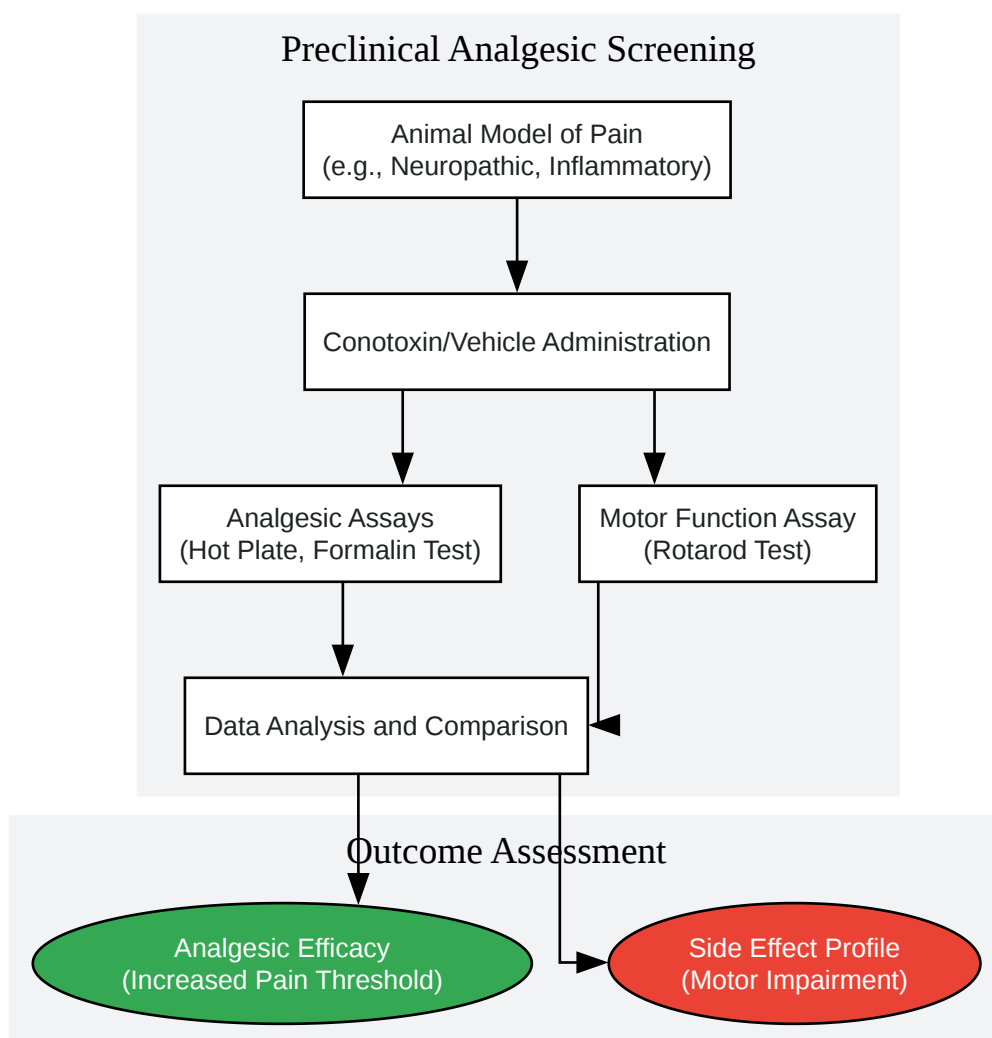 Preclinical Analgesic Screening
Animal Model of Pain
(e.g., Neuropathic, Inflammatory)
Conotoxin/Vehicle Administration
Analgesic Assays
(Hot Plate, Formalin Test)
Motor Function Assay
(Rotarod Test)
Data Analysis and Comparison
Outcome Assessment
Analgesic Efficacy
(Increased Pain Threshold)
Side Effect Profile
(Motor Impairment)